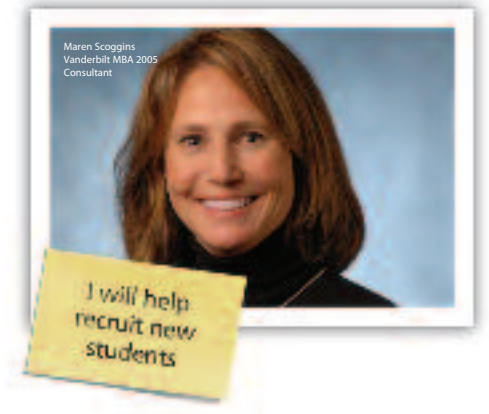 Maren Scoggins
Vanderbilt MBA 2005
Consultant
I will help
recruit new
students